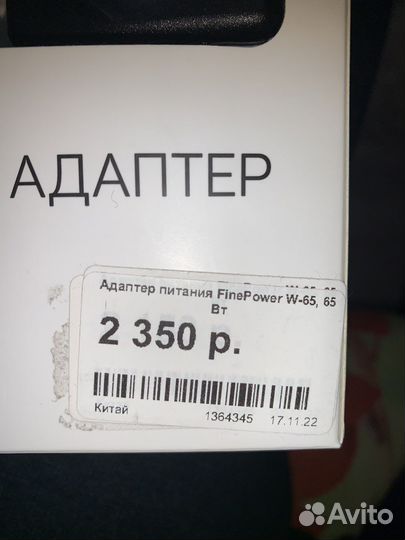 АДАПТЕР
Адаптер питания FinePower W-65, 65
Вт
2 350 р.
Китай 1364345 17.11.22
Avito